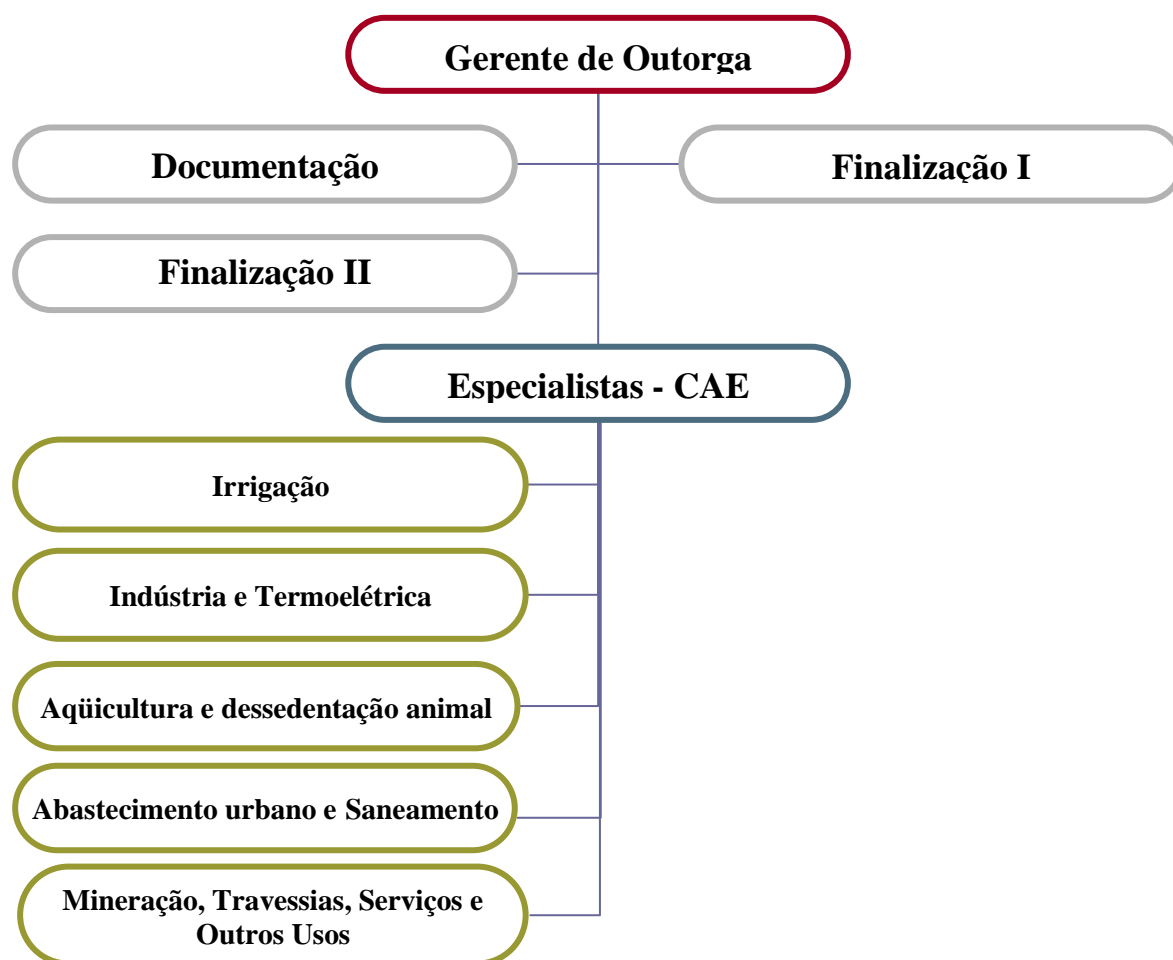 Gerente de Outorga
Documentação
Finalização I
Finalização II
Especialistas - CAE
Irrigação
Indústria e Termoelétrica
Aqüicultura e dessedentação animal
Abastecimento urbano e Saneamento
Mineração, Travessias, Serviços e
Outros Usos